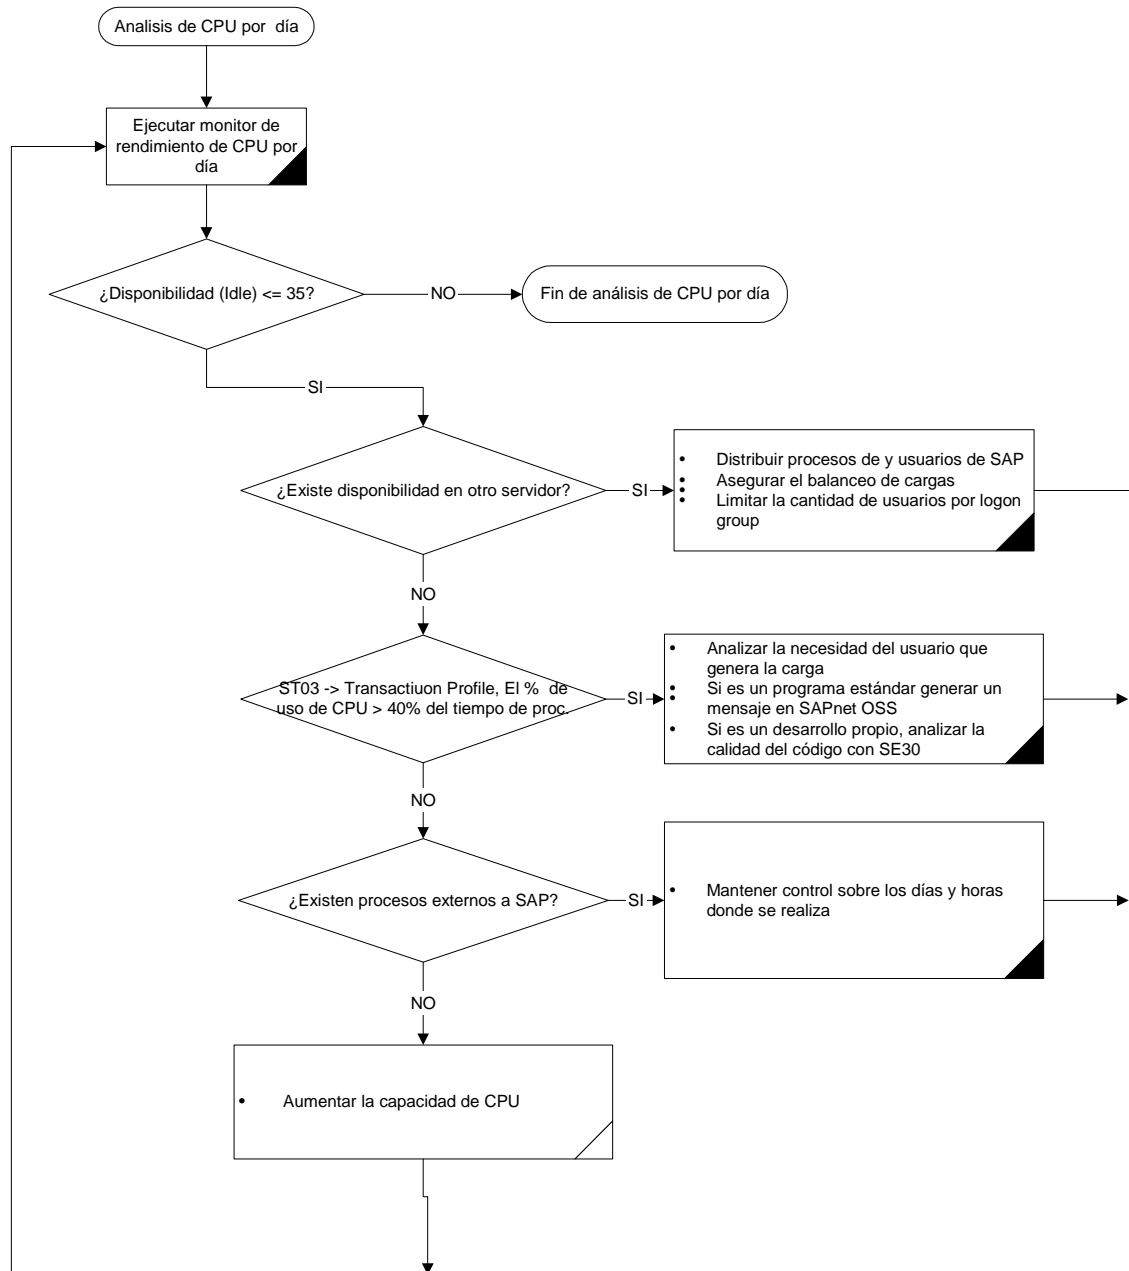 Analisis de CPU por día
Ejecutar monitor de
rendimiento de CPU por
día
¿Disponibilidad (Idle) <= 35?
NO
Fin de análisis de CPU por día
SI
¿Existe disponibilidad en otro servidor?
SI
• Distribuir procesos de y usuarios de SAP
• Asegurar el balanceo de cargas
• Limitar la cantidad de usuarios por logon
group
NO
ST03 -> Transactiuon Profile, El % de
uso de CPU > 40% del tiempo de proc.
SI
• Analizar la necesidad del usuario que
genera la carga
• Si es un programa estándar generar un
• mensaje en SAPnet OSS
• Si es un desarrollo propio, analizar la
calidad del código con SE30
NO
¿Existen procesos externos a SAP?
SI
• Mantener control sobre los días y horas
donde se realiza
NO
• Aumentar la capacidad de CPU